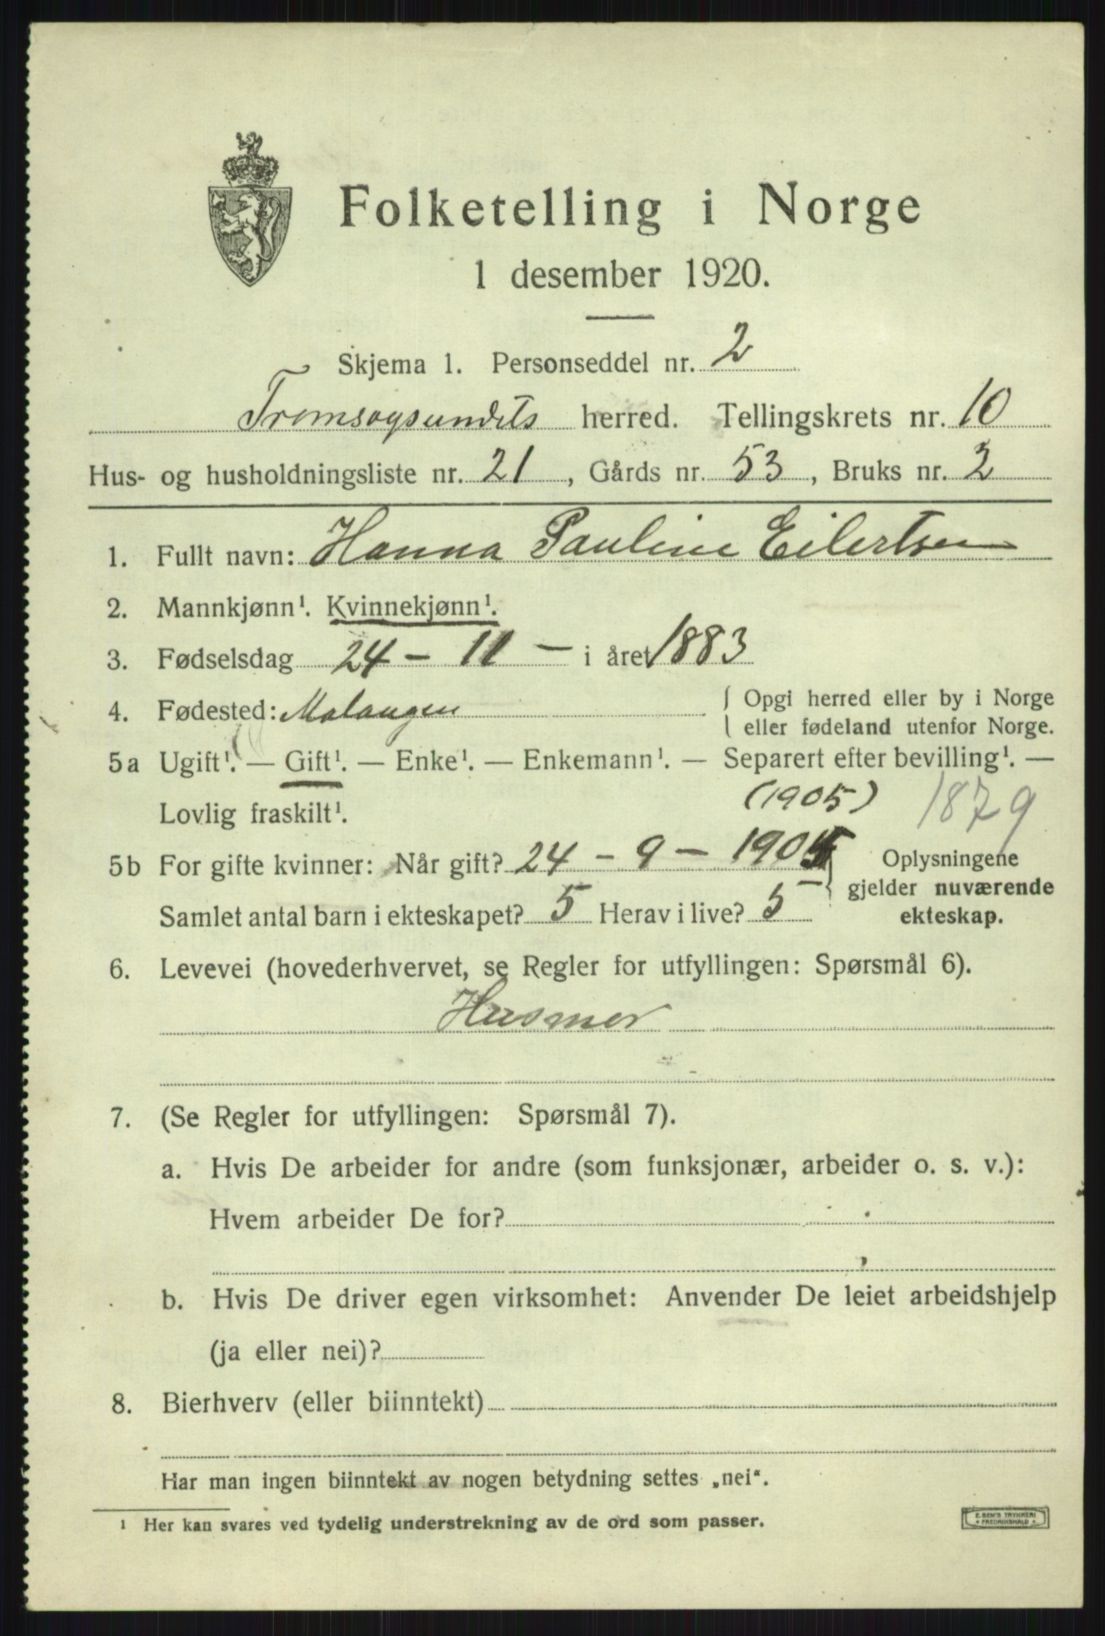 Folketelling i Norge
1 desember 1920.
Skjema 1. Personseddel nr. 2
Tromsøysundets herred. Tellingskrets nr. 10
Hus- og husholdningsliste nr. 21, Gårds nr. 53, Bruks nr. 2
1. Fullt navn: Hanna Pauline Eilertsen
2. Mannkjønn¹. Kvinnekjønn¹.
3. Fødselsdag 24 – 11 – i året 1883
4. Fødested: Malangen { Opgi herred eller by i Norge
{ eller fødeland utenfor Norge.
5a Ugift¹. — Gift¹. — Enke¹. — Enkemann¹. — Separert efter bevilling¹. —
Lovlig fraskilt¹. (1905) 1879
5b For gifte kvinner: Når gift? 24 – 9 – 1905 } Oplysningene
gjelder nuværende
Samlet antal barn i ekteskapet? 5 Herav i live? 5 ekteskap.
6. Levevei (hovederhvervet, se Regler for utfyllingen: Spørsmål 6).
Husmor
7. (Se Regler for utfyllingen: Spørsmål 7).
a. Hvis De arbeider for andre (som funksjonær, arbeider o. s. v.):
Hvem arbeider De for?
b. Hvis De driver egen virksomhet: Anvender De leiet arbeidshjelp
(ja eller nei)?
8. Bierhverv (eller biinntekt)
Har man ingen biinntekt av nogen betydning settes „nei“.
¹ Her kan svares ved tydelig understrekning av de ord som passer.
E. SEM'S TRYKKERI
FREDRIKSHALD